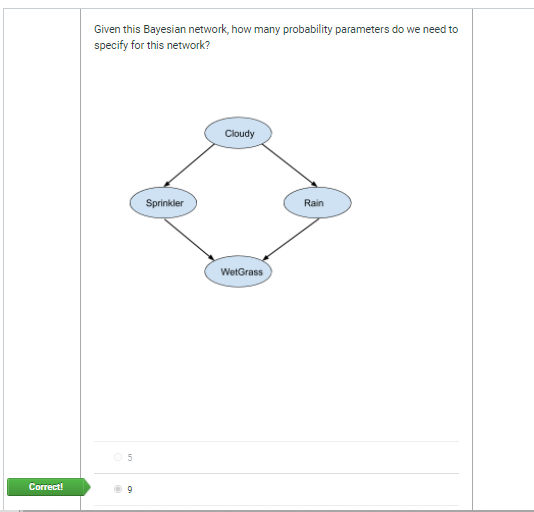 Given this Bayesian network, how many probability parameters do we need to
specify for this network?
Cloudy
Sprinkler
Rain
WetGrass
5
Correct!
9